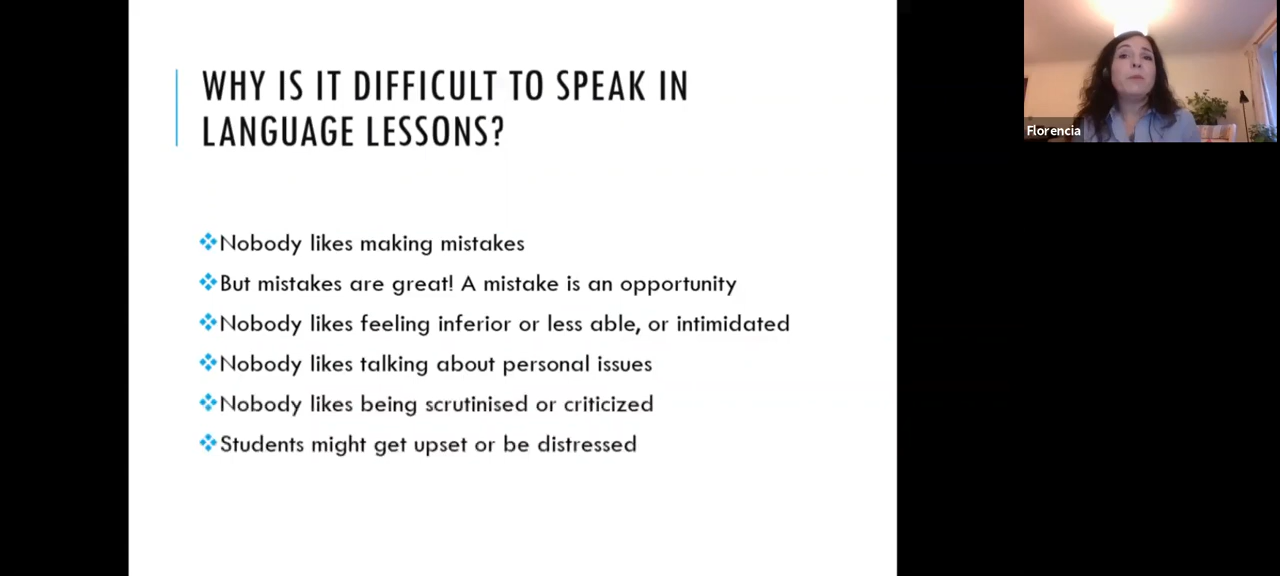 WHY IS IT DIFFICULT TO SPEAK IN
LANGUAGE LESSONS?
Nobody likes making mistakes
But mistakes are great! A mistake is an opportunity
Nobody likes feeling inferior or less able, or intimidated
Nobody likes talking about personal issues
Nobody likes being scrutinised or criticized
Students might get upset or be distressed
Florencia